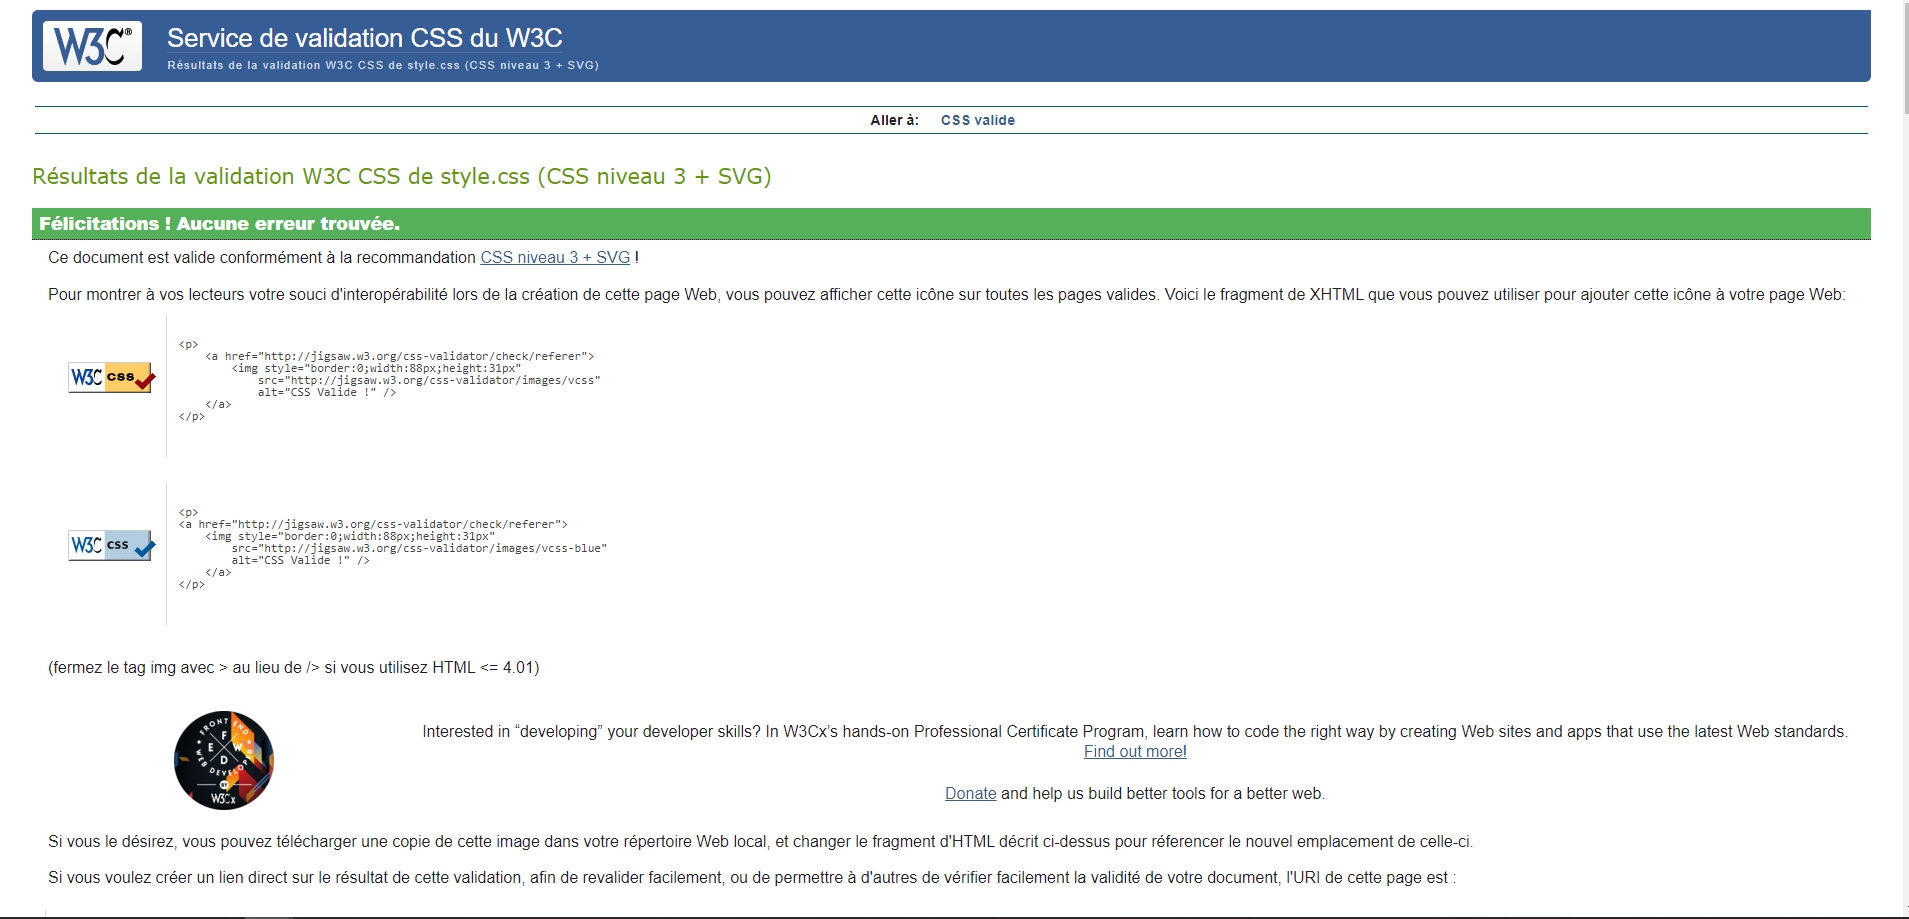 W3C®
Service de validation CSS du W3C
Résultats de la validation W3C CSS de style.css (CSS niveau 3 + SVG)
Aller à: CSS valide
Résultats de la validation W3C CSS de style.css (CSS niveau 3 + SVG)
Félicitations ! Aucune erreur trouvée.
Ce document est valide conformément à la recommandation CSS niveau 3 + SVG !
Pour montrer à vos lecteurs votre souci d'interopérabilité lors de la création de cette page Web, vous pouvez afficher cette icône sur toutes les pages valides. Voici le fragment de XHTML que vous pouvez utiliser pour ajouter cette icône à votre page Web:
W3C css
<p>
<a href="http://jigsaw.w3.org/css-validator/check/referer">
<img style="border:0;width:88px;height:31px"
src="http://jigsaw.w3.org/css-validator/images/vcss"
alt="CSS Valide !" />
</a>
</p>
W3C css
<p>
<a href="http://jigsaw.w3.org/css-validator/check/referer">
<img style="border:0;width:88px;height:31px"
src="http://jigsaw.w3.org/css-validator/images/vcss-blue"
alt="CSS Valide !" />
</a>
</p>
(fermez le tag img avec > au lieu de /> si vous utilisez HTML <= 4.01)
FRONT END
F
E W
D
WEB DEVELOPER
W3Cx
Interested in “developing” your developer skills? In W3Cx’s hands-on Professional Certificate Program, learn how to code the right way by creating Web sites and apps that use the latest Web standards.
Find out more!
Donate and help us build better tools for a better web.
Si vous le désirez, vous pouvez télécharger une copie de cette image dans votre répertoire Web local, et changer le fragment d'HTML décrit ci-dessus pour réferencer le nouvel emplacement de celle-ci.
Si vous voulez créer un lien direct sur le résultat de cette validation, afin de revalider facilement, ou de permettre à d'autres de vérifier facilement la validité de votre document, l'URI de cette page est :